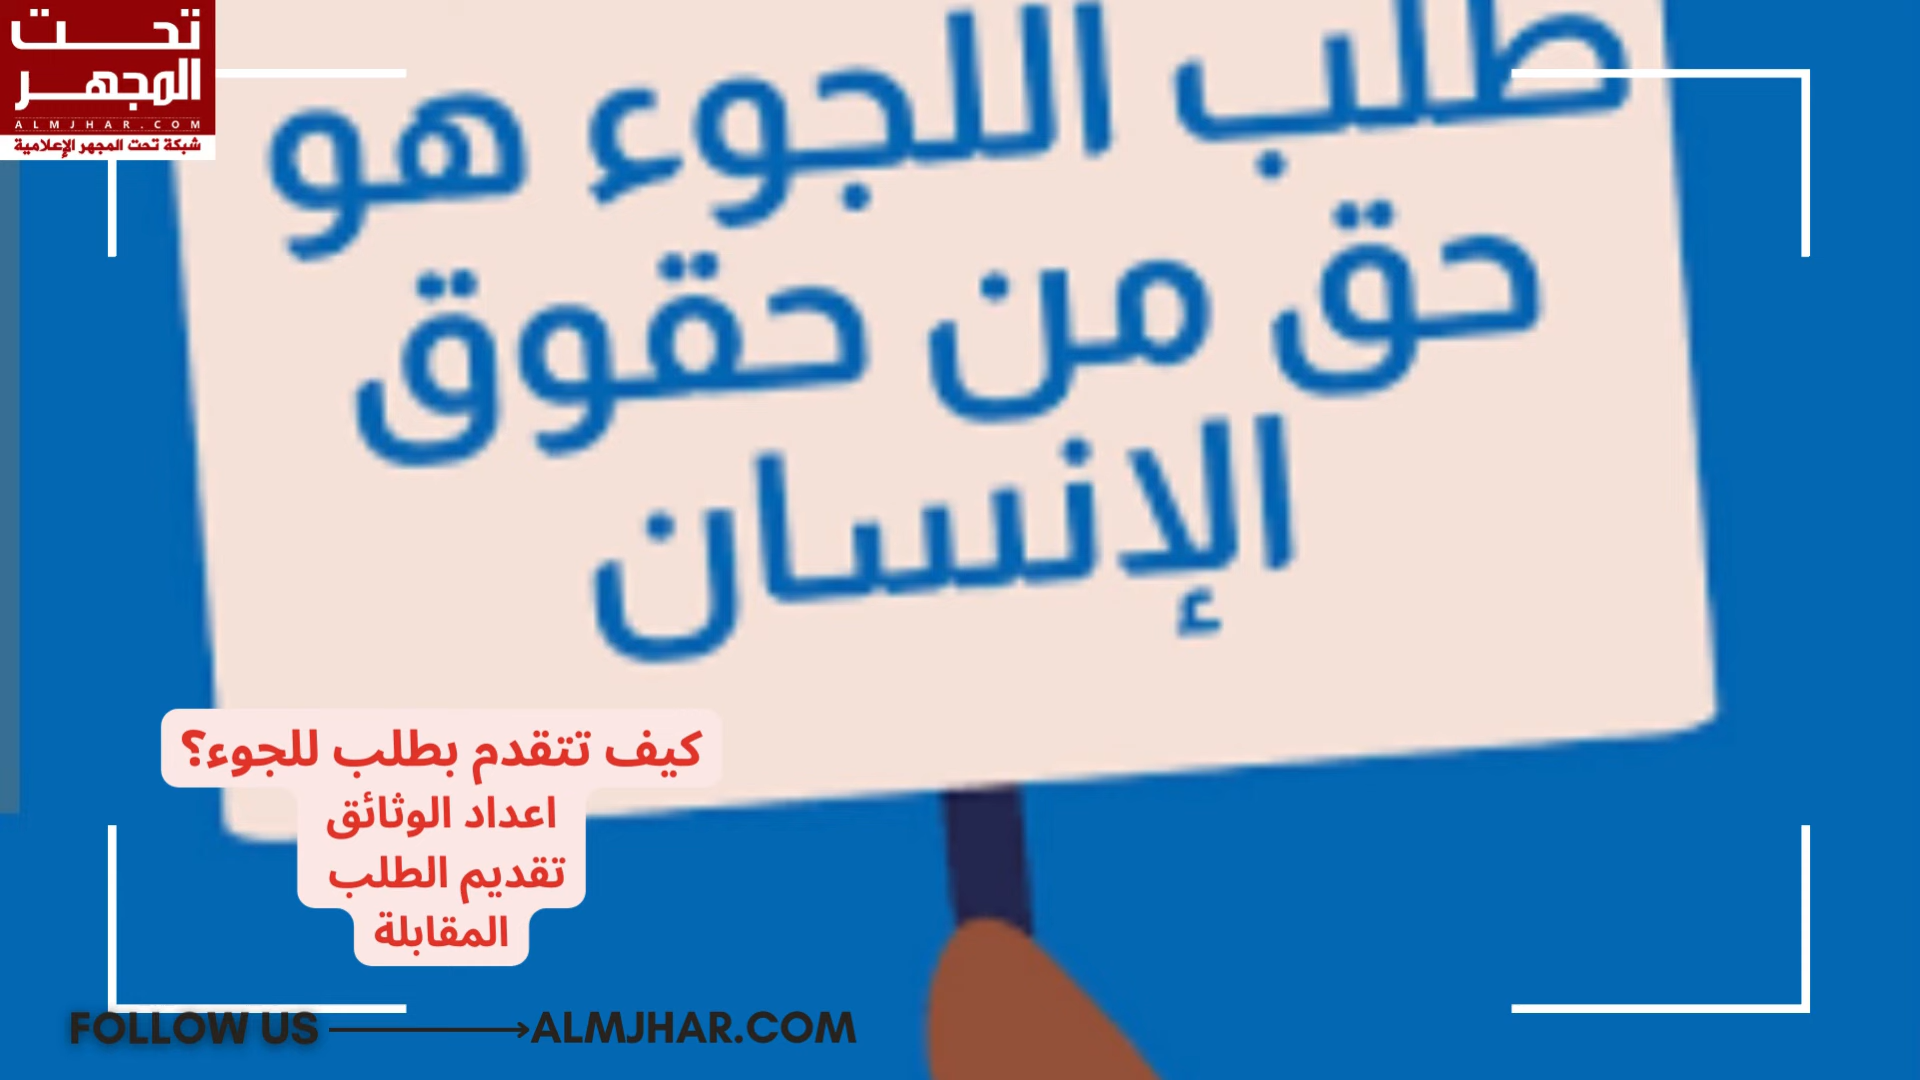 تحت
المجهر
ALMJHAR.COM
شبكة تحت المجهر الإعلامية
طلب اللجوء هو
حق من حقوق
الإنسان
كيف تتقدم بطلب للجوء؟
اعداد الوثائق
تقديم الطلب
المقابلة
FOLLOW US ALMJHAR.COM